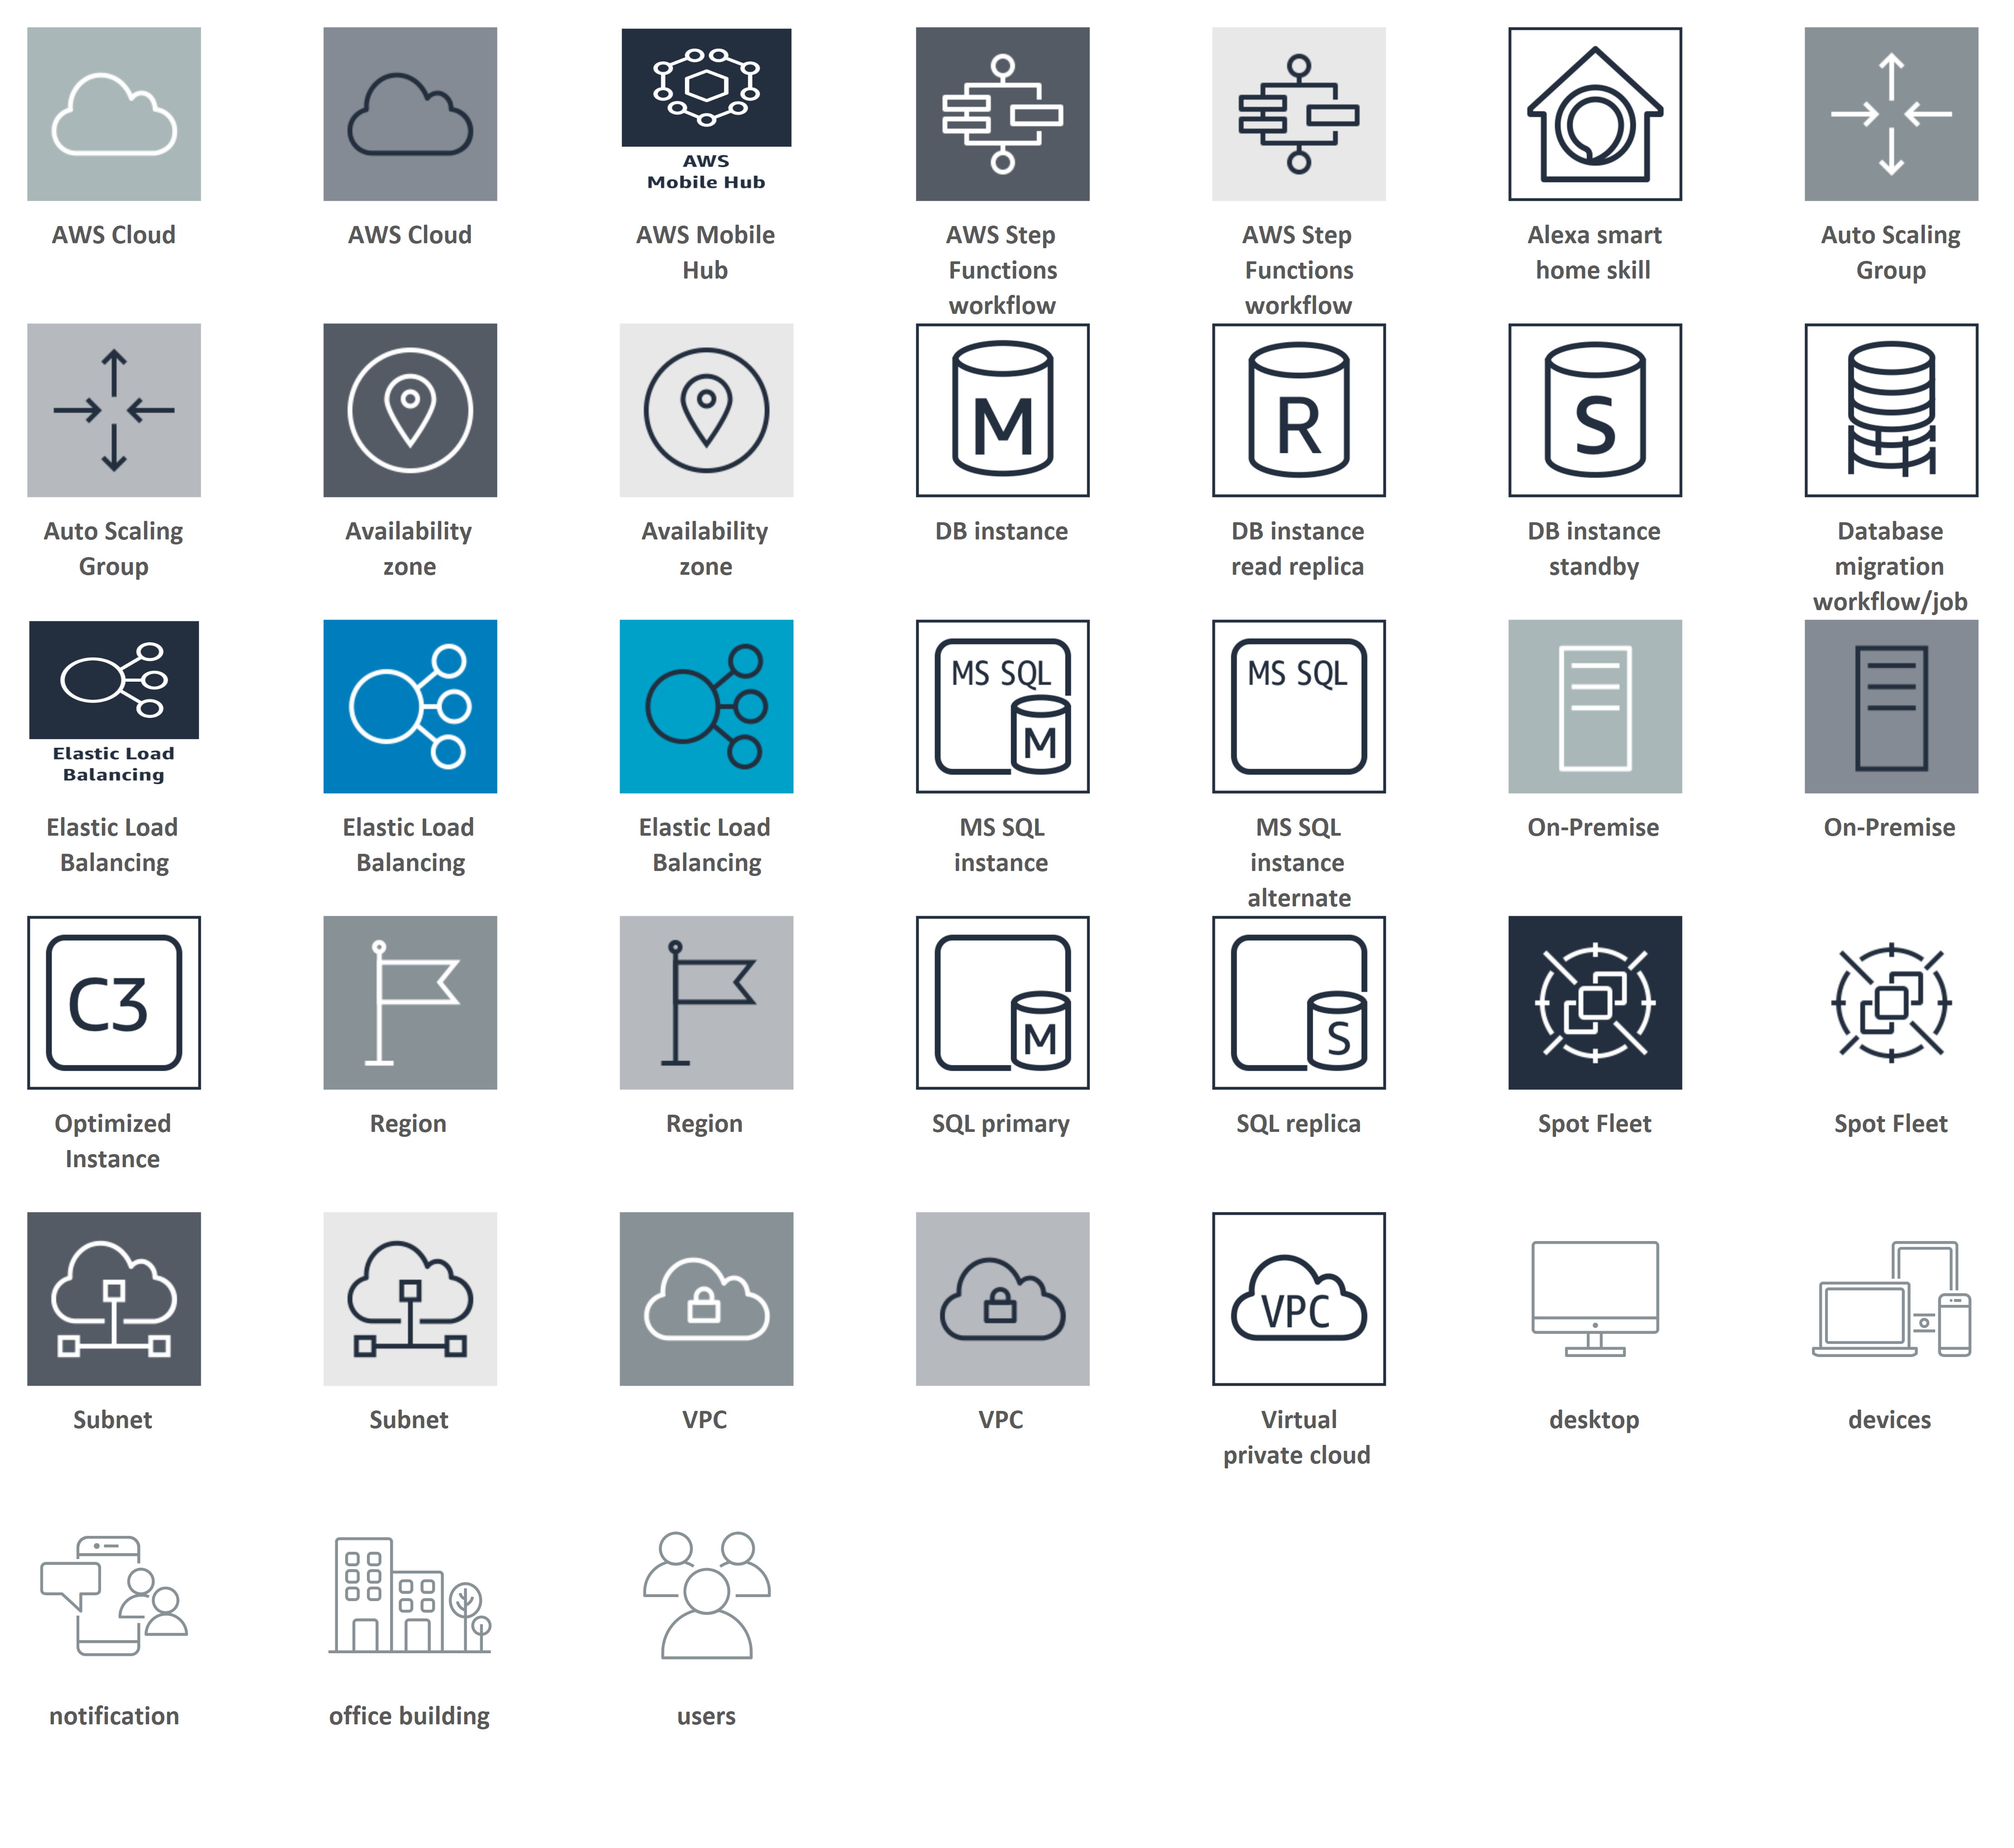 AWS
Mobile Hub
AWS Cloud
AWS Cloud
AWS Mobile
Hub
AWS Step
Functions
workflow
AWS Step
Functions
workflow
Alexa smart
home skill
Auto Scaling
Group
M
R
S
Auto Scaling
Group
Availability
zone
Availability
zone
DB instance
DB instance
read replica
DB instance
standby
Database
migration
workflow/job
Elastic Load
Balancing
MS SQL
M
MS SQL
Elastic Load
Balancing
Elastic Load
Balancing
Elastic Load
Balancing
MS SQL
instance
MS SQL
instance
alternate
On-Premise
On-Premise
C3
M
S
Optimized
Instance
Region
Region
SQL primary
SQL replica
Spot Fleet
Spot Fleet
VPC
Subnet
Subnet
VPC
VPC
Virtual
private cloud
desktop
devices
notification
office building
users